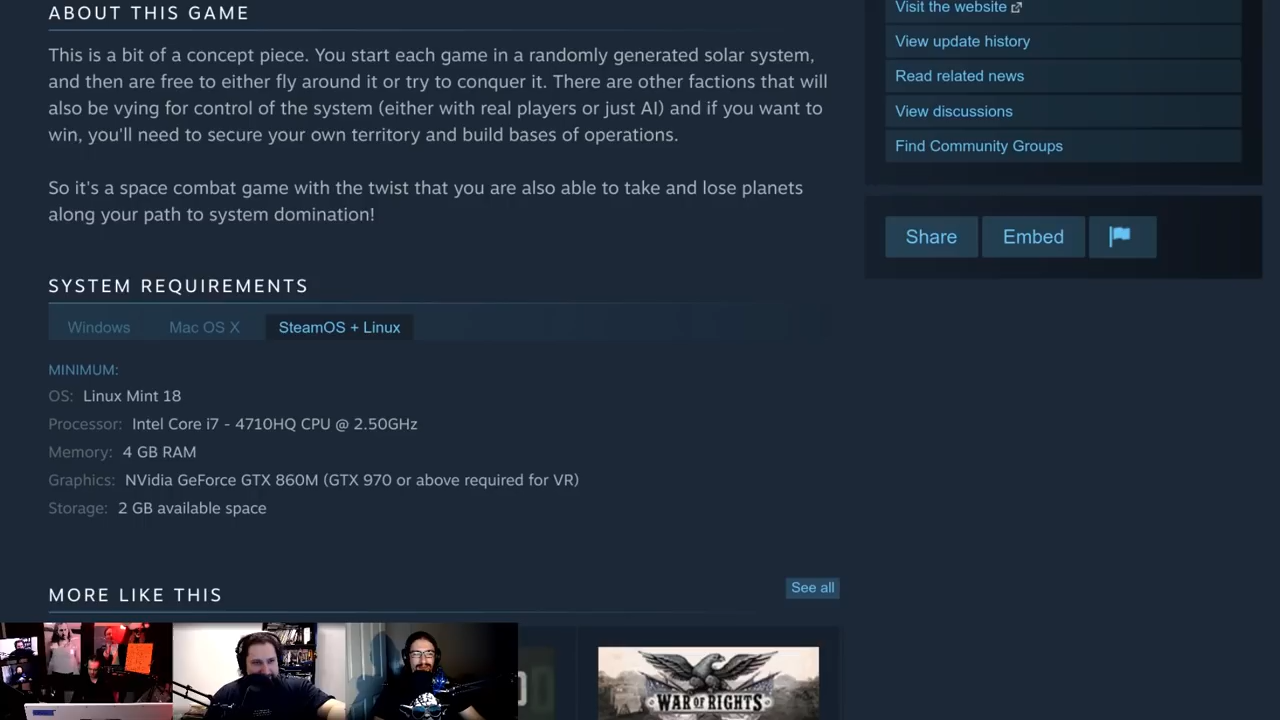 ABOUT THIS GAME
This is a bit of a concept piece. You start each game in a randomly generated solar system,
and then are free to either fly around it or try to conquer it. There are other factions that will
also be vying for control of the system (either with real players or just AI) and if you want to
win, you'll need to secure your own territory and build bases of operations.
So it's a space combat game with the twist that you are also able to take and lose planets
along your path to system domination!
SYSTEM REQUIREMENTS
Windows Mac OS X SteamOS + Linux
MINIMUM:
OS: Linux Mint 18
Processor: Intel Core i7 - 4710HQ CPU @ 2.50GHz
Memory: 4 GB RAM
Graphics: NVidia GeForce GTX 860M (GTX 970 or above required for VR)
Storage: 2 GB available space
MORE LIKE THIS
See all
WAR OF RIGHTS
Visit the website
View update history
Read related news
View discussions
Find Community Groups
Share Embed